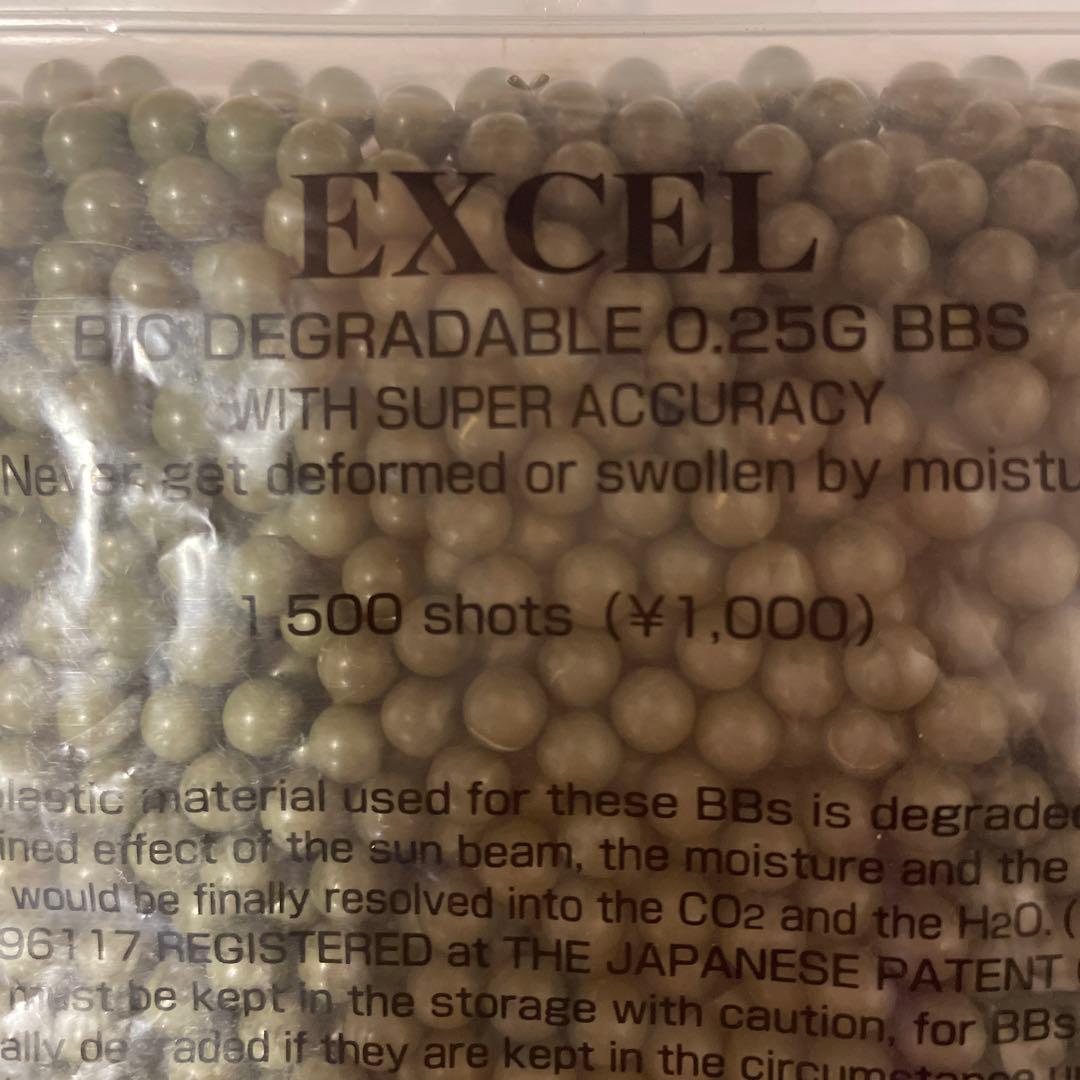 EXCEL
BIO DEGRADABLE 0.25G BBS
WITH SUPER ACCURACY
Never get deformed or swollen by moistu
1,500 shots (¥1,000)
lastic material used for these BBs is degrade
ined effect of the sun beam, the moisture and the
would be finally resolved into the CO2 and the H2O. (
96117 REGISTERED at THE JAPANESE PATENT
must be kept in the storage with caution, for BBs
ally degraded if they are kept in the circumstance